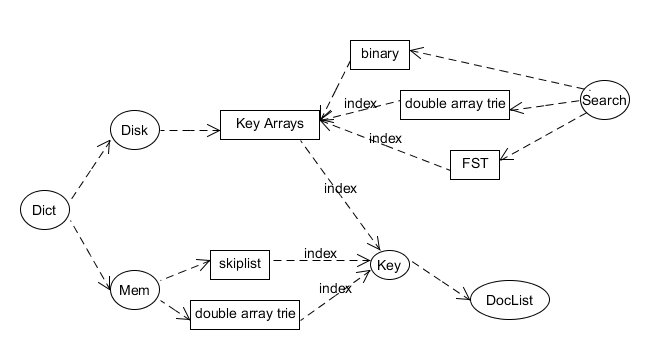 binary
index
double array trie
Search
Disk
Key Arrays
index
FST
index
Dict
skiplist
index
Key
Mem
index
double array trie
DocList